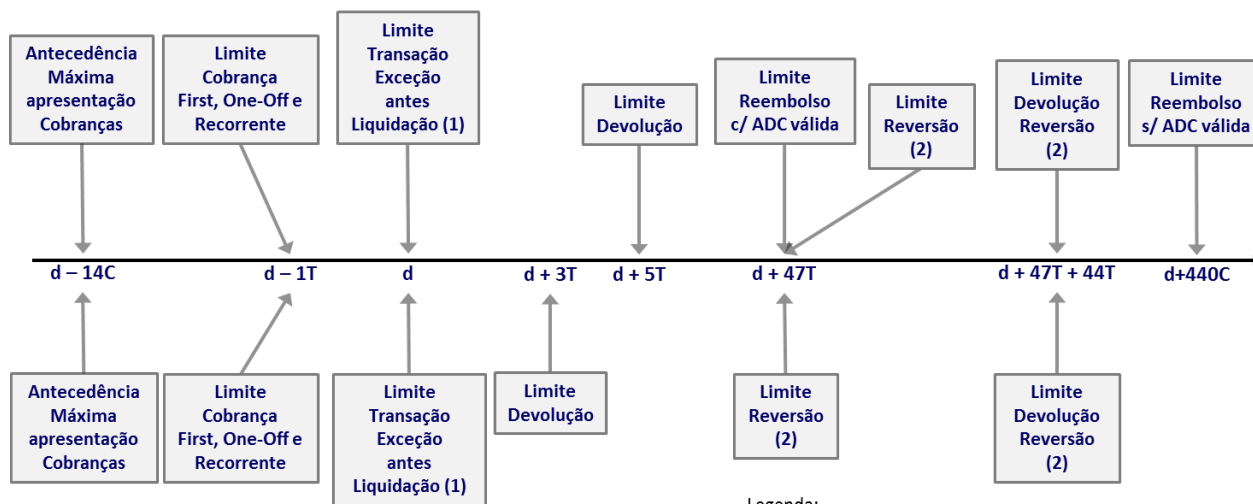 Antecedência
Máxima
apresentação
Cobranças
Limite
Cobrança
First, One-Off e
Recorrente
Limite
Transação
Exceção
antes
Liquidação (1)
Limite
Devolução
Limite
Reembolso
c/ ADC válida
Limite
Reversão
(2)
Limite
Devolução
Reversão
(2)
Limite
Reembolso
s/ ADC válida
d – 14C
d – 1T
d
d + 3T
d + 5T
d + 47T
d + 47T + 44T
d+440C
Antecedência
Máxima
apresentação
Cobranças
Limite
Cobrança
First, One-Off e
Recorrente
Limite
Transação
Exceção
antes
Liquidação (1)
Limite
Devolução
Limite
Reversão
(2)
Limite
Devolução
Reversão
(2)
Legenda: